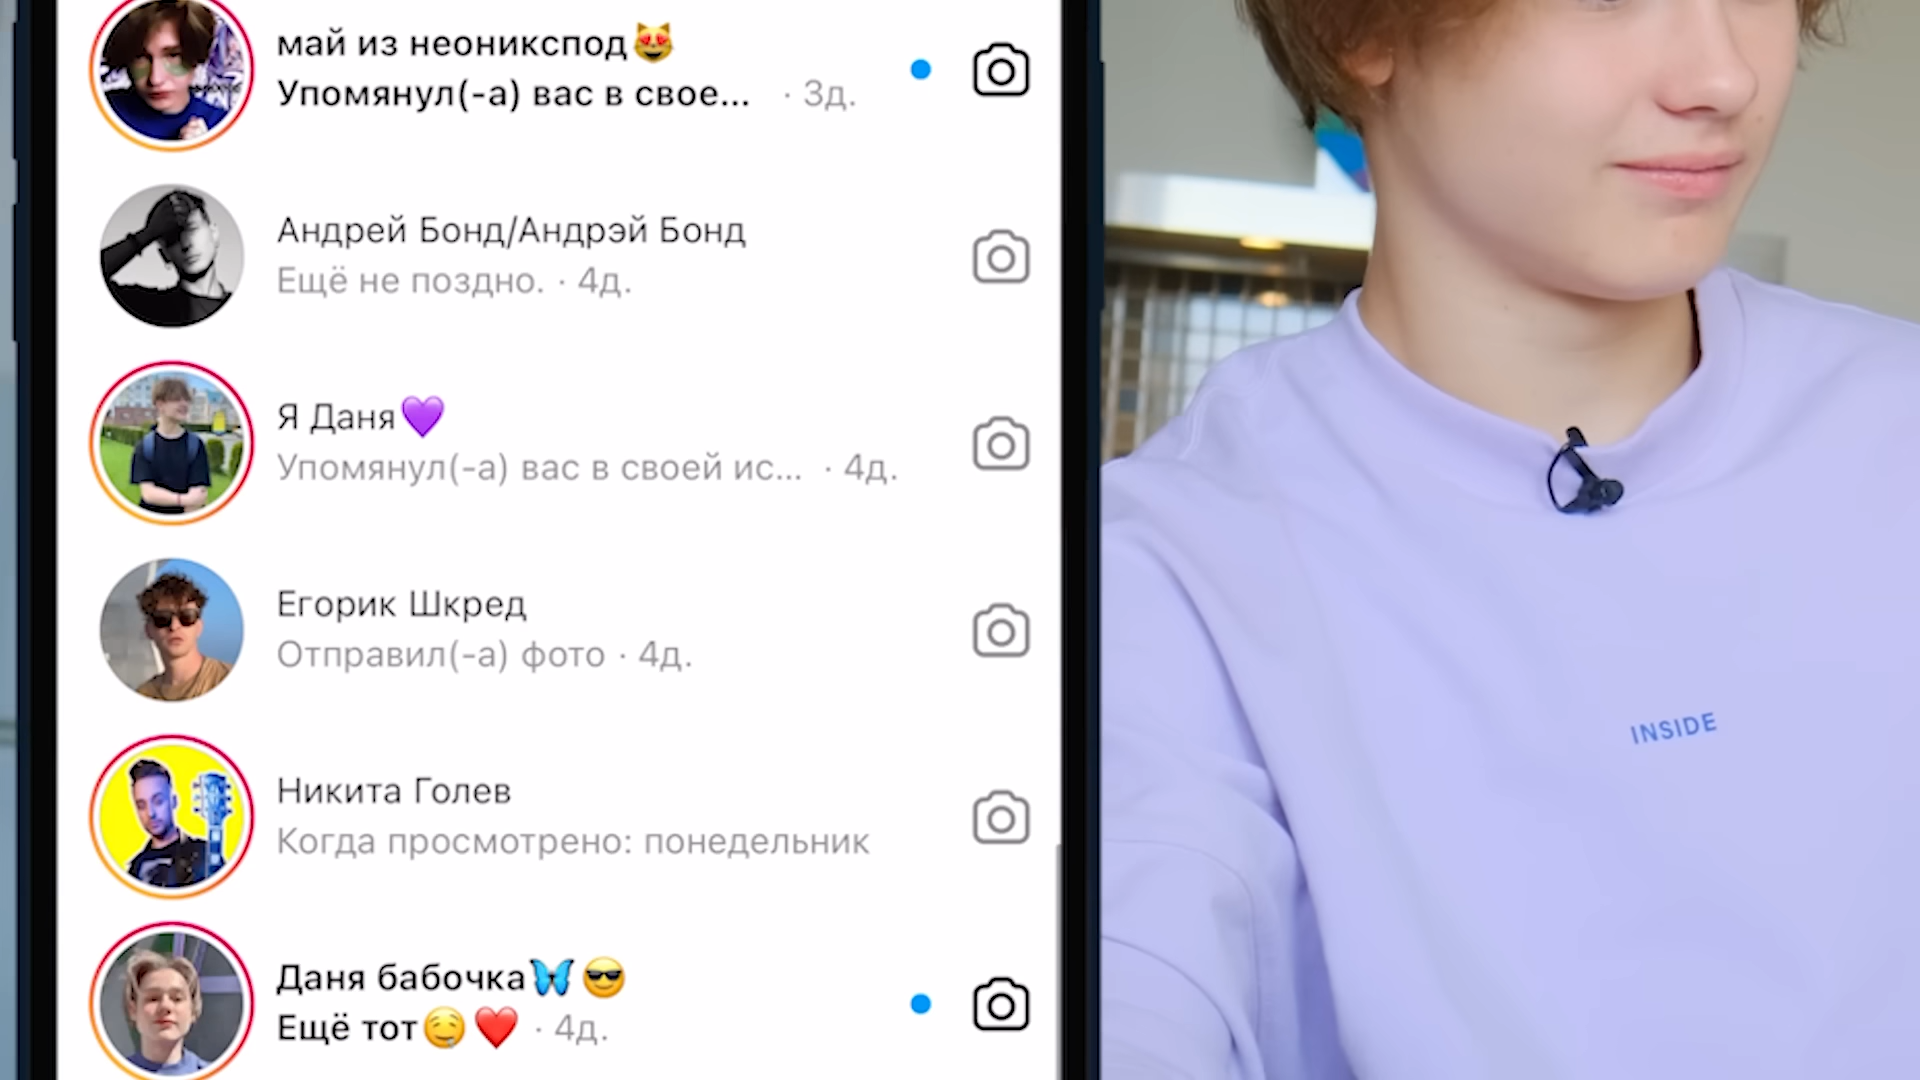 май из неоникспод😻
Упомянул(-а) вас в свое... · 3д.
Андрей Бонд/Андрэй Бонд
Ещё не поздно. · 4д.
Я Даня💜
Упомянул(-а) вас в своей ис... · 4д.
Егорик Шкред
Отправил(-а) фото · 4д.
Никита Голев
Когда просмотрено: понедельник
Даня бабочка🦋😎
Ещё тот🤤❤️ · 4д.
INSIDE